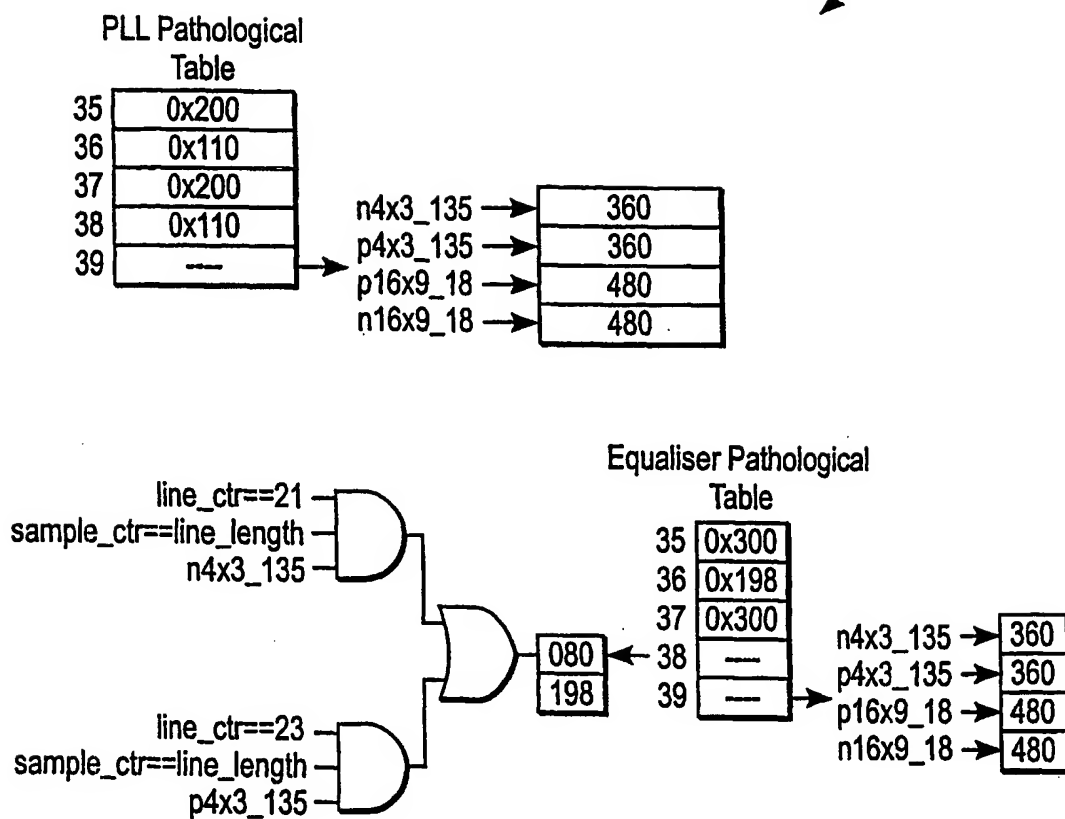 PLL Pathological
Table
35 0x200
36 0x110
37 0x200
38 0x110
39 ----
n4x3_135 360
p4x3_135 360
p16x9_18 480
n16x9_18 480
Equaliser Pathological
Table
line_ctr==21
sample_ctr==line_length
n4x3_135
line_ctr==23
sample_ctr==line_length
p4x3_135
080
198
35 0x300
36 0x198
37 0x300
38 ----
39 ----
n4x3_135 360
p4x3_135 360
p16x9_18 480
n16x9_18 480